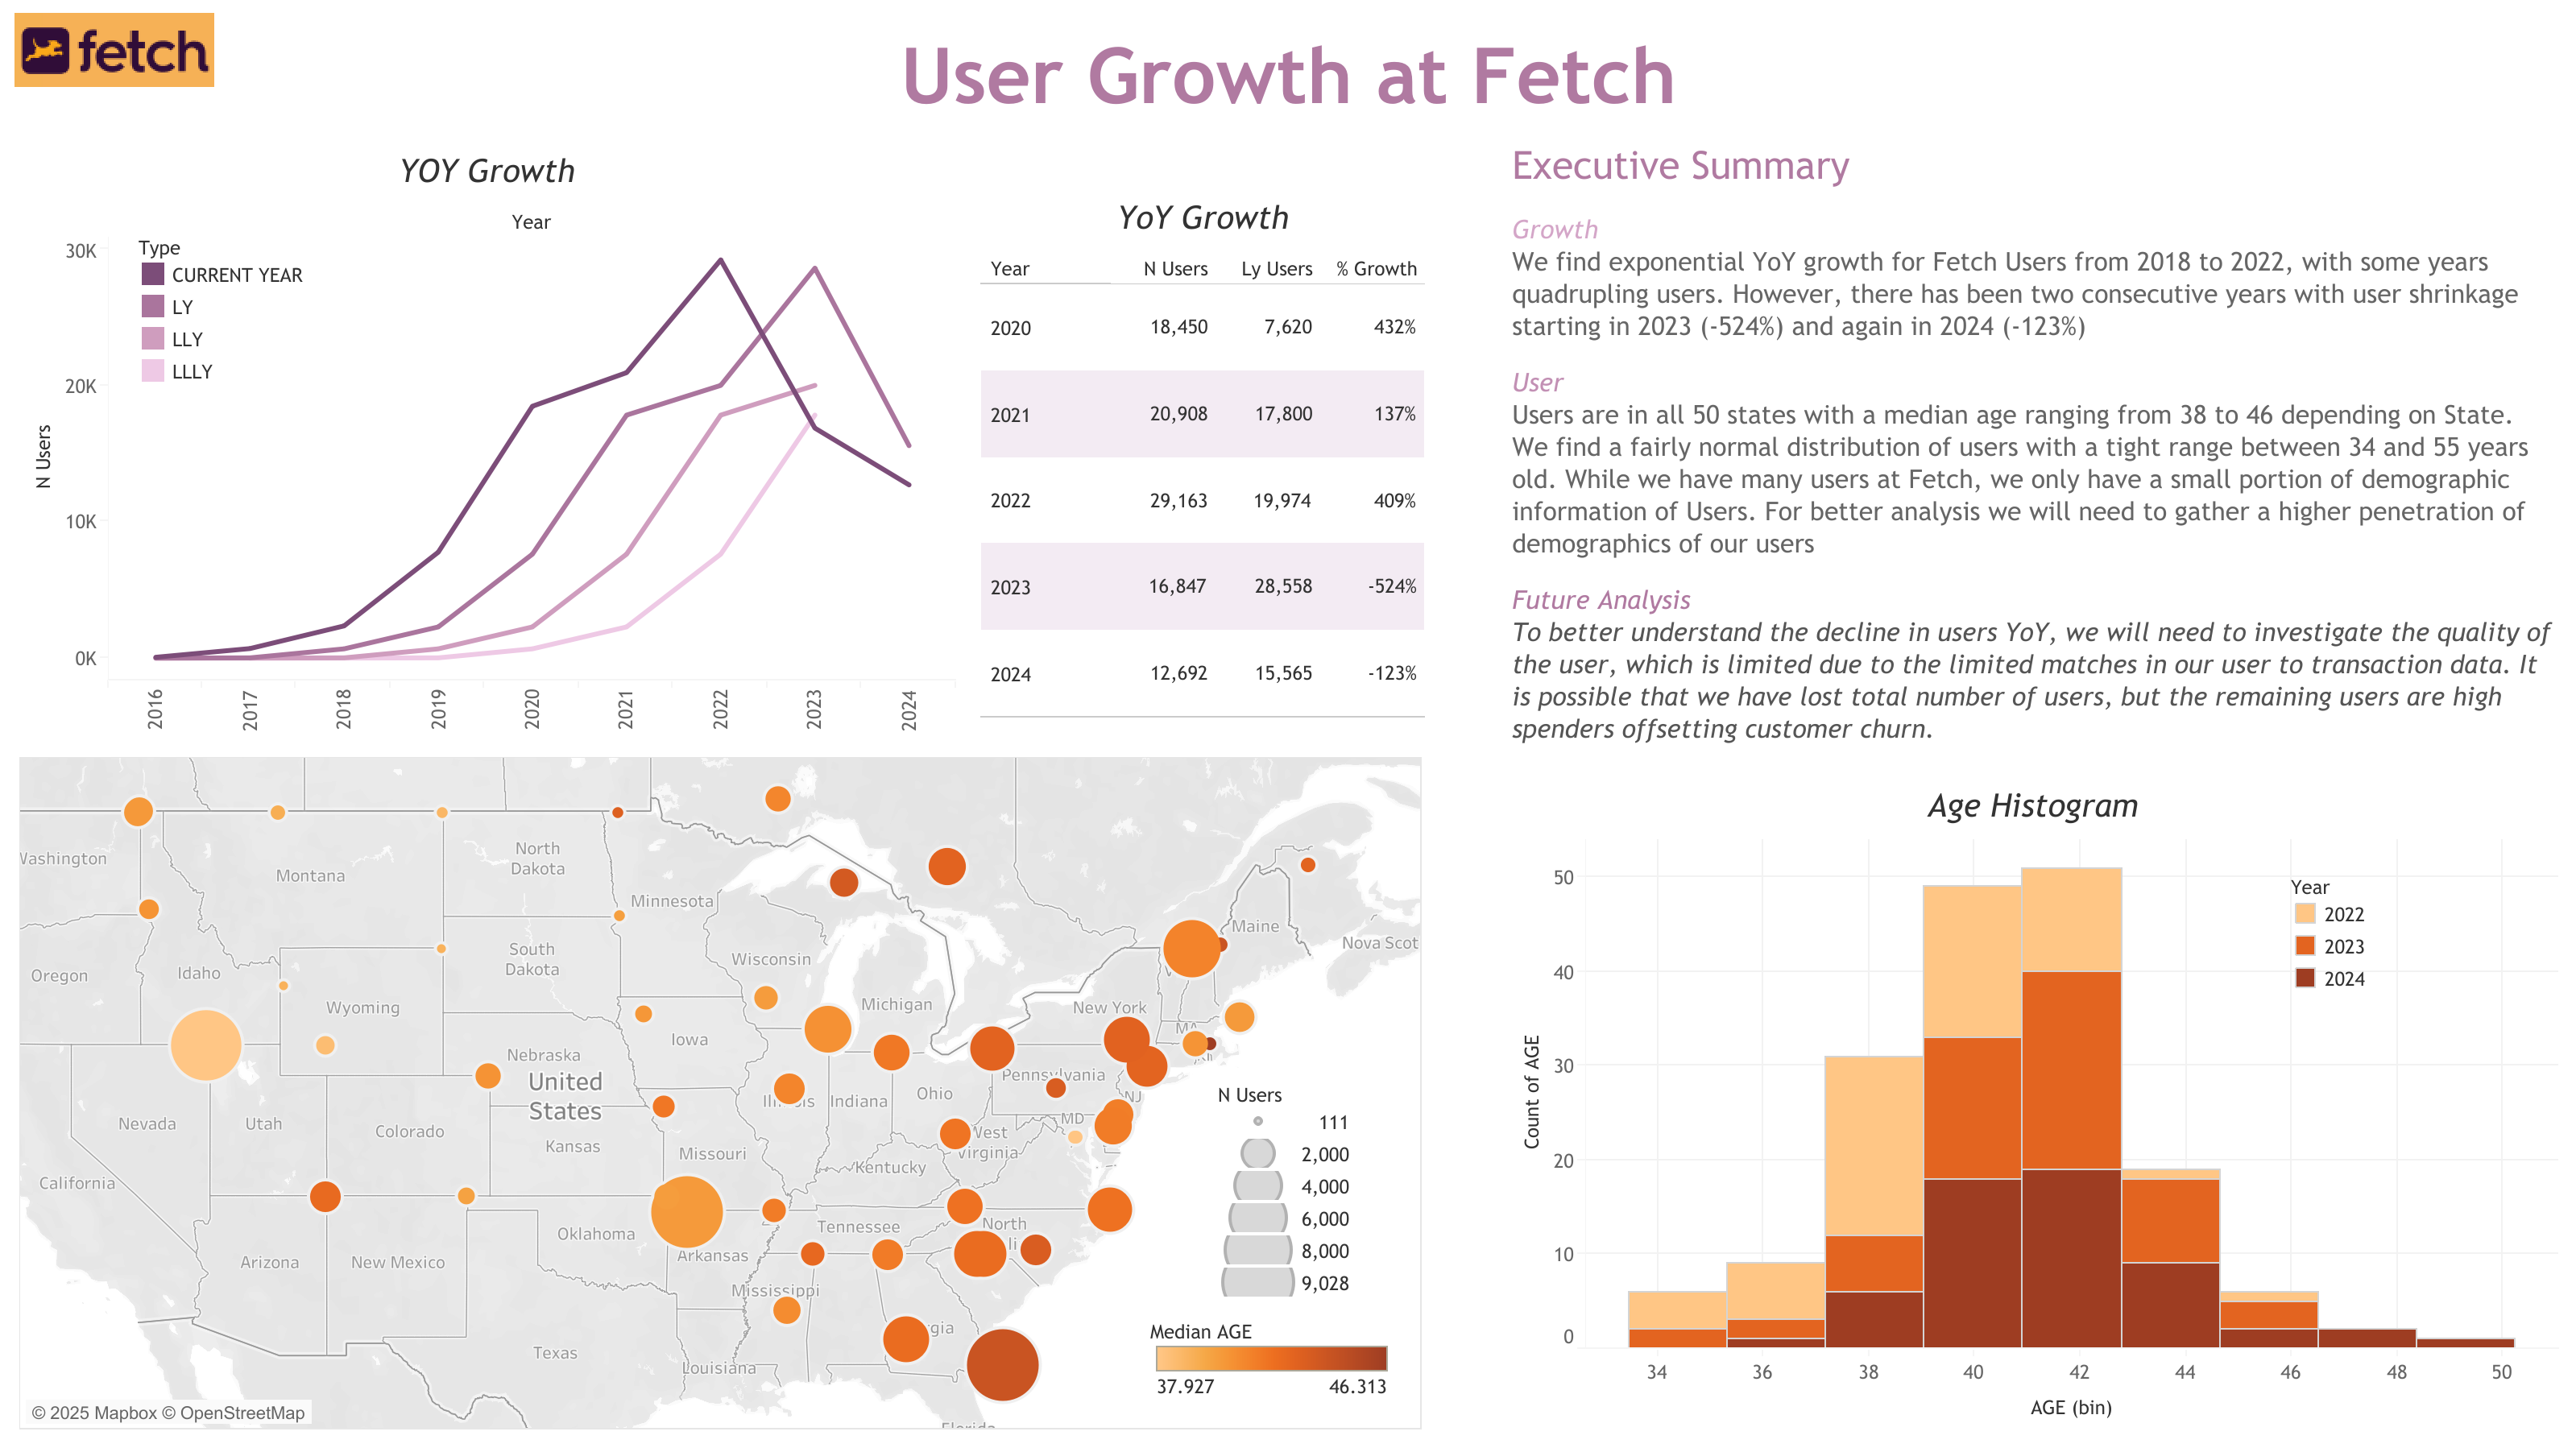 fetch
User Growth at Fetch
YOY Growth
Year
Type
CURRENT YEAR
LY
LLY
LLLY
N Users
30K
20K
10K
0K
2016 2017 2018 2019 2020 2021 2022 2023 2024
YoY Growth
Year N Users Ly Users % Growth
2020 18,450 7,620 432%
2021 20,908 17,800 137%
2022 29,163 19,974 409%
2023 16,847 28,558 -524%
2024 12,692 15,565 -123%
Executive Summary
Growth
We find exponential YoY growth for Fetch Users from 2018 to 2022, with some years
quadrupling users. However, there has been two consecutive years with user shrinkage
starting in 2023 (-524%) and again in 2024 (-123%)
User
Users are in all 50 states with a median age ranging from 38 to 46 depending on State.
We find a fairly normal distribution of users with a tight range between 34 and 55 years
old. While we have many users at Fetch, we only have a small portion of demographic
information of Users. For better analysis we will need to gather a higher penetration of
demographics of our users
Future Analysis
To better understand the decline in users YoY, we will need to investigate the quality of
the user, which is limited due to the limited matches in our user to transaction data. It
is possible that we have lost total number of users, but the remaining users are high
spenders offsetting customer churn.
Washington
Montana
North
Dakota
Minnesota
Maine
Nova Scot
Oregon
Idaho
South
Dakota
Wisconsin
Wyoming
Michigan
New York
MA
Iowa
Nebraska
United
States
Pennsylvania
NJ
Nevada
Utah
Colorado
Illinois
Indiana
Ohio
MD
West
Virginia
Kansas
Missouri
Kentucky
California
Oklahoma
Tennessee
North
Arizona
New Mexico
Arkansas
Mississippi
Texas
Louisiana
rgia
Florida
N Users
111
2,000
4,000
6,000
8,000
9,028
Median AGE
37.927 46.313
© 2025 Mapbox © OpenStreetMap
Age Histogram
Count of AGE
50
40
30
20
10
0
Year
2022
2023
2024
34 36 38 40 42 44 46 48 50
AGE (bin)